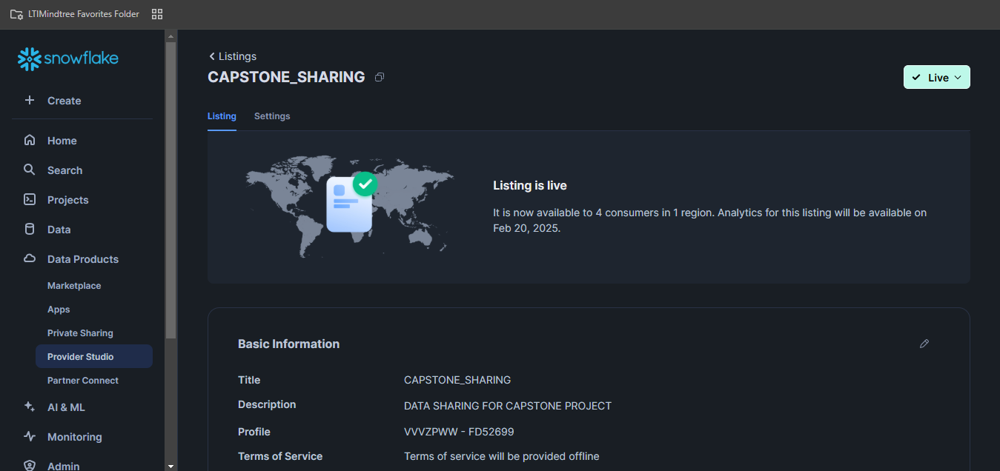 LTIMindtree Favorites Folder
snowflake
Create
Home
Search
Projects
Data
Data Products
Marketplace
Apps
Private Sharing
Provider Studio
Partner Connect
AI & ML
Monitoring
Admin
Listings
CAPSTONE_SHARING
Live
Listing Settings
Listing is live
It is now available to 4 consumers in 1 region. Analytics for this listing will be available on
Feb 20, 2025.
Basic Information
Title CAPSTONE_SHARING
Description DATA SHARING FOR CAPSTONE PROJECT
Profile VVVZPWW - FD52699
Terms of Service Terms of service will be provided offline